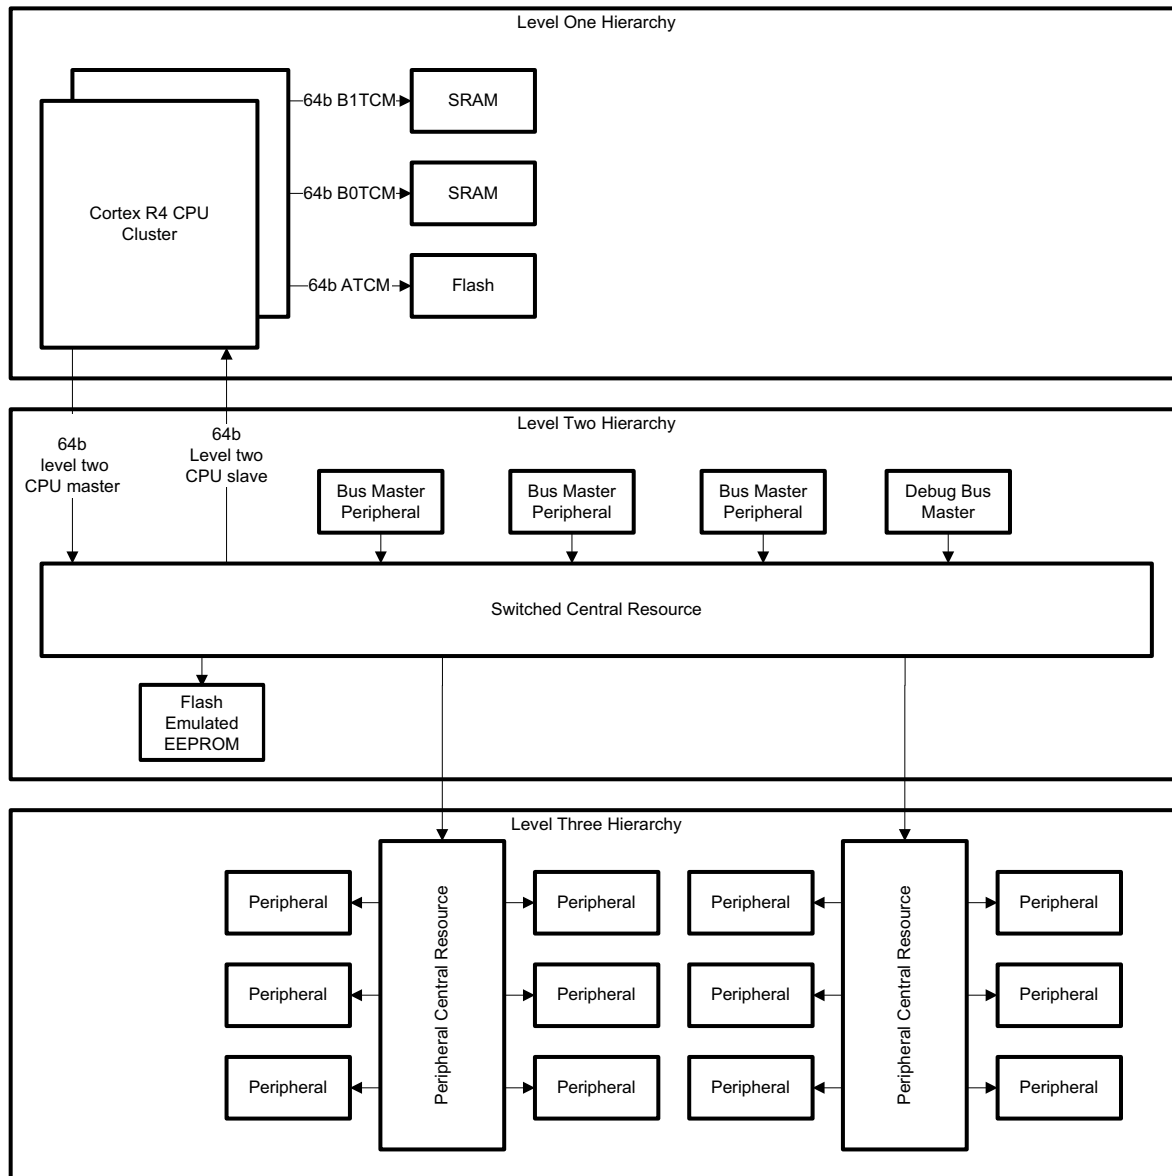 Level One Hierarchy
64b B1TCM
SRAM
Cortex R4 CPU
Cluster
64b B0TCM
SRAM
64b ATCM
Flash
Level Two Hierarchy
64b
level two
CPU master
64b
Level two
CPU slave
Bus Master
Peripheral
Bus Master
Peripheral
Bus Master
Peripheral
Debug Bus
Master
Switched Central Resource
Flash
Emulated
EEPROM
Level Three Hierarchy
Peripheral
Peripheral
Peripheral
Peripheral Central Resource
Peripheral
Peripheral
Peripheral
Peripheral
Peripheral
Peripheral
Peripheral Central Resource
Peripheral
Peripheral
Peripheral